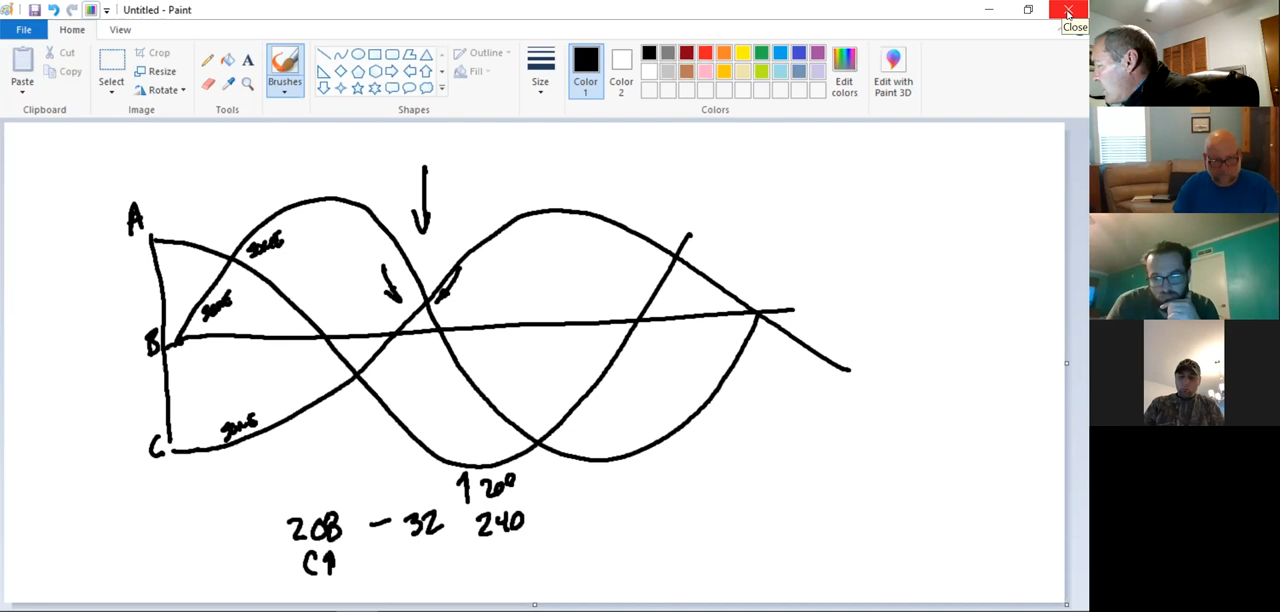 Untitled - Paint
Close
File Home View
Cut Crop Outline
Paste Copy Select Resize Brushes Fill Size Color 1 Color 2 Edit colors Edit with Paint 3D
Rotate
Clipboard Image Tools Shapes Colors
A
B
C
200
208 - 32 240
C